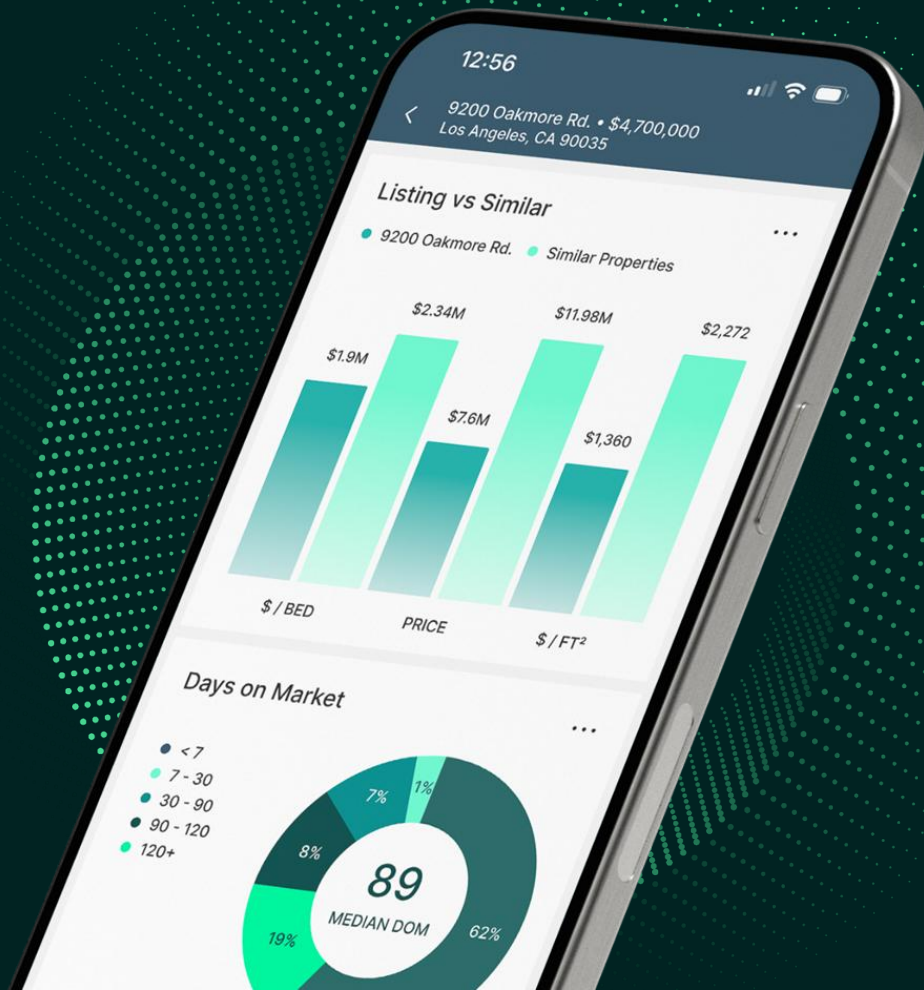 12:56
9200 Oakmore Rd. • $4,700,000
Los Angeles, CA 90035
Listing vs Similar
9200 Oakmore Rd. Similar Properties
$1.9M
$2.34M
$7.6M
$11.98M
$1,360
$2,272
$ / BED
PRICE
$ / FT²
Days on Market
< 7
7 - 30
30 - 90
90 - 120
120+
1%
7%
8%
19%
62%
89
MEDIAN DOM